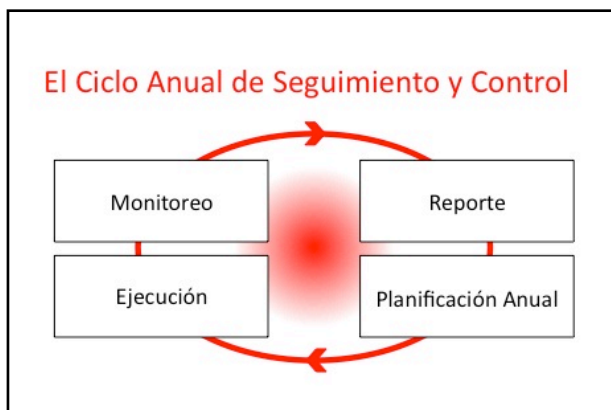 El Ciclo Anual de Seguimiento y Control
Monitoreo
Reporte
Ejecución
Planificación Anual